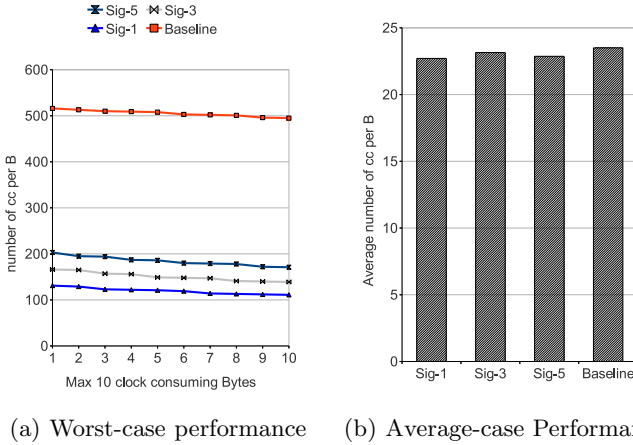 Sig-5 Sig-3
Sig-1 Baseline
600
500
400
300
200
100
0
number of cc per B
1 2 3 4 5 6 7 8 9 10
Max 10 clock consuming Bytes
(a) Worst-case performance
25
20
15
10
5
0
Average number of cc per B
Sig-1 Sig-3 Sig-5 Baseline
(b) Average-case Performa